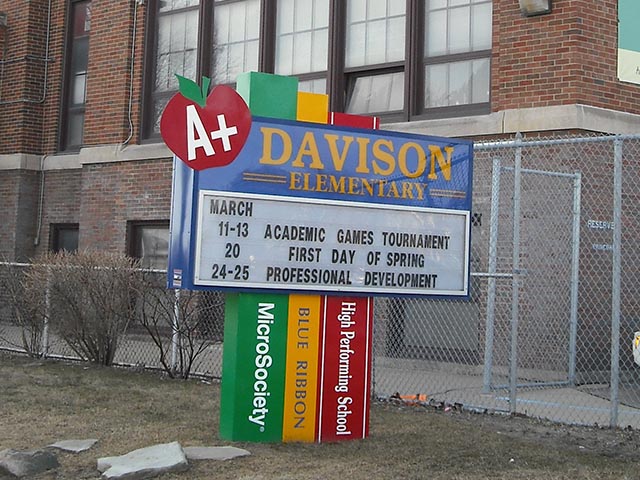 A+
DAVISON
ELEMENTARY
MARCH
11-13 ACADEMIC GAMES TOURNAMENT
20 FIRST DAY OF SPRING
24-25 PROFESSIONAL DEVELOPMENT
MicroSociety®
BLUE RIBBON
High Performing School
RESERVED